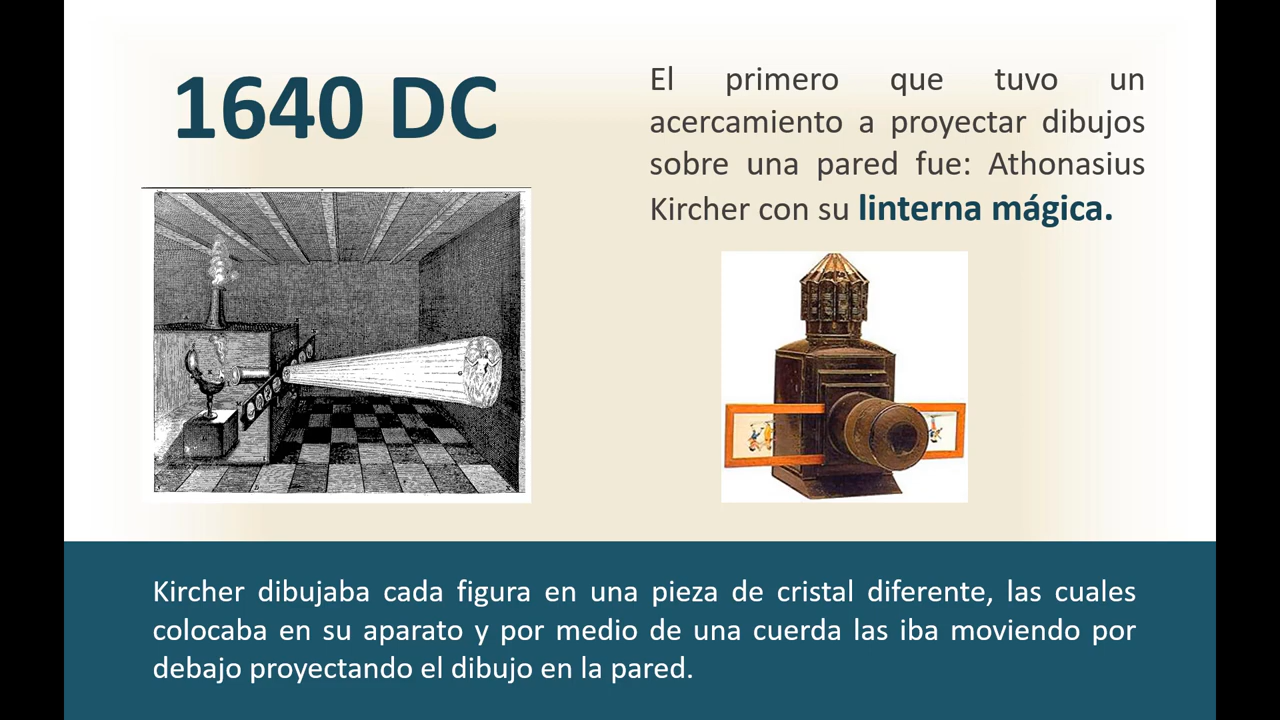 1640 DC
El primero que tuvo un
acercamiento a proyectar dibujos
sobre una pared fue: Athonasius
Kircher con su linterna mágica.
Kircher dibujaba cada figura en una pieza de cristal diferente, las cuales
colocaba en su aparato y por medio de una cuerda las iba moviendo por
debajo proyectando el dibujo en la pared.